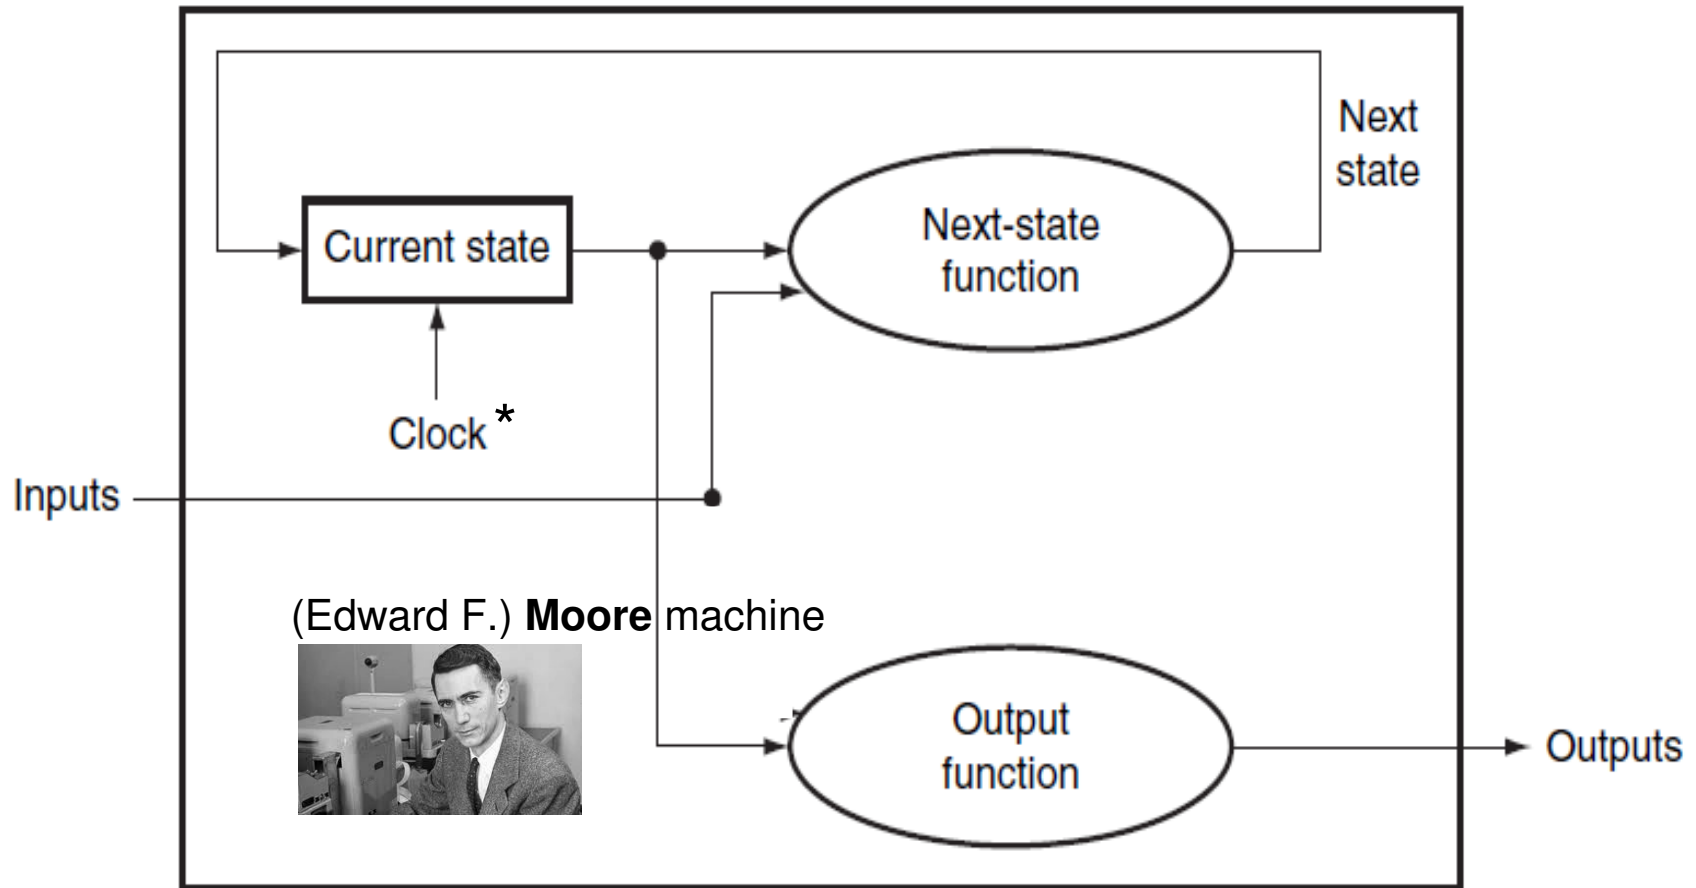 Next
state
Current state
Next-state
function
Clock *
Inputs
(Edward F.) Moore machine
Output
function
Outputs